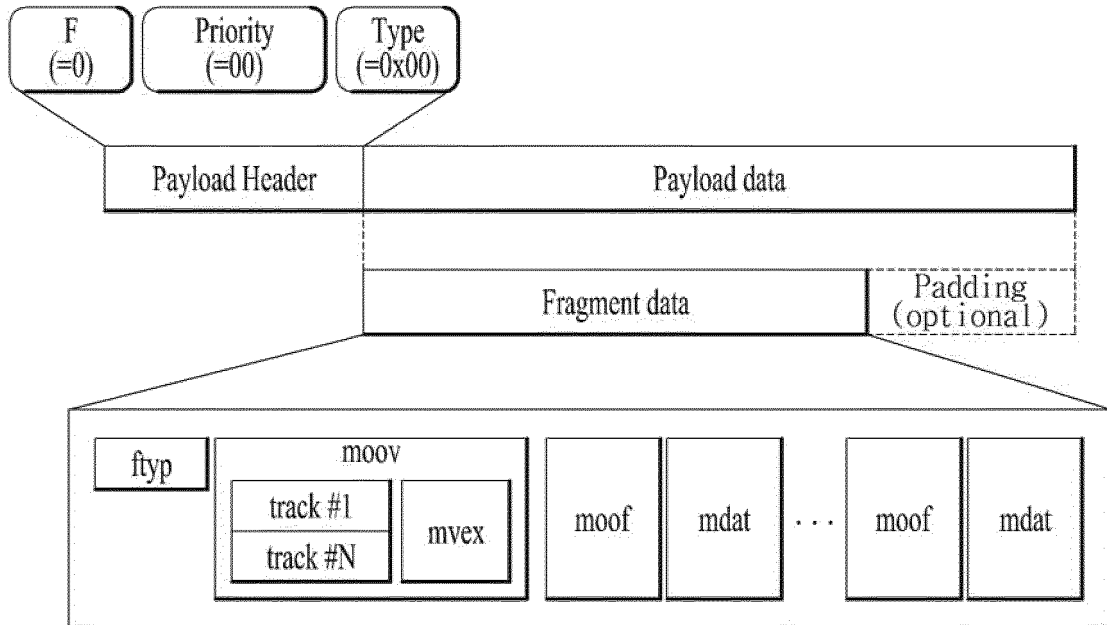 F
(=0)
Priority
(=00)
Type
(=0x00)
Payload Header
Payload data
Fragment data
Padding
(optional)
ftyp
moov
track #1
track #N
mvex
moof
mdat
...
moof
mdat